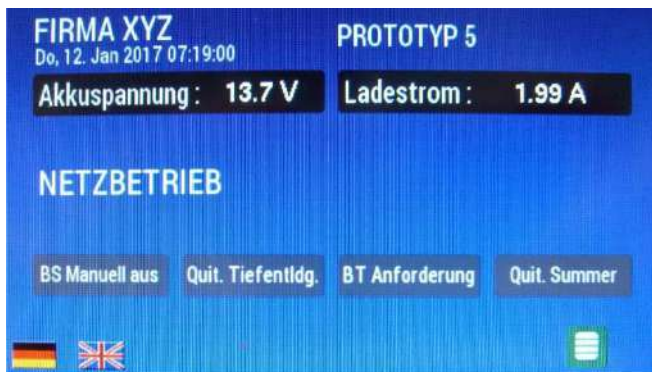 FIRMA XYZ
PROTOTYP 5
Do, 12. Jan 2017 07:19:00
Akkuspannung : 13.7 V
Ladestrom : 1.99 A
NETZBETRIEB
BS Manuell aus
Quit. Tiefentldg.
BT Anforderung
Quit. Summer